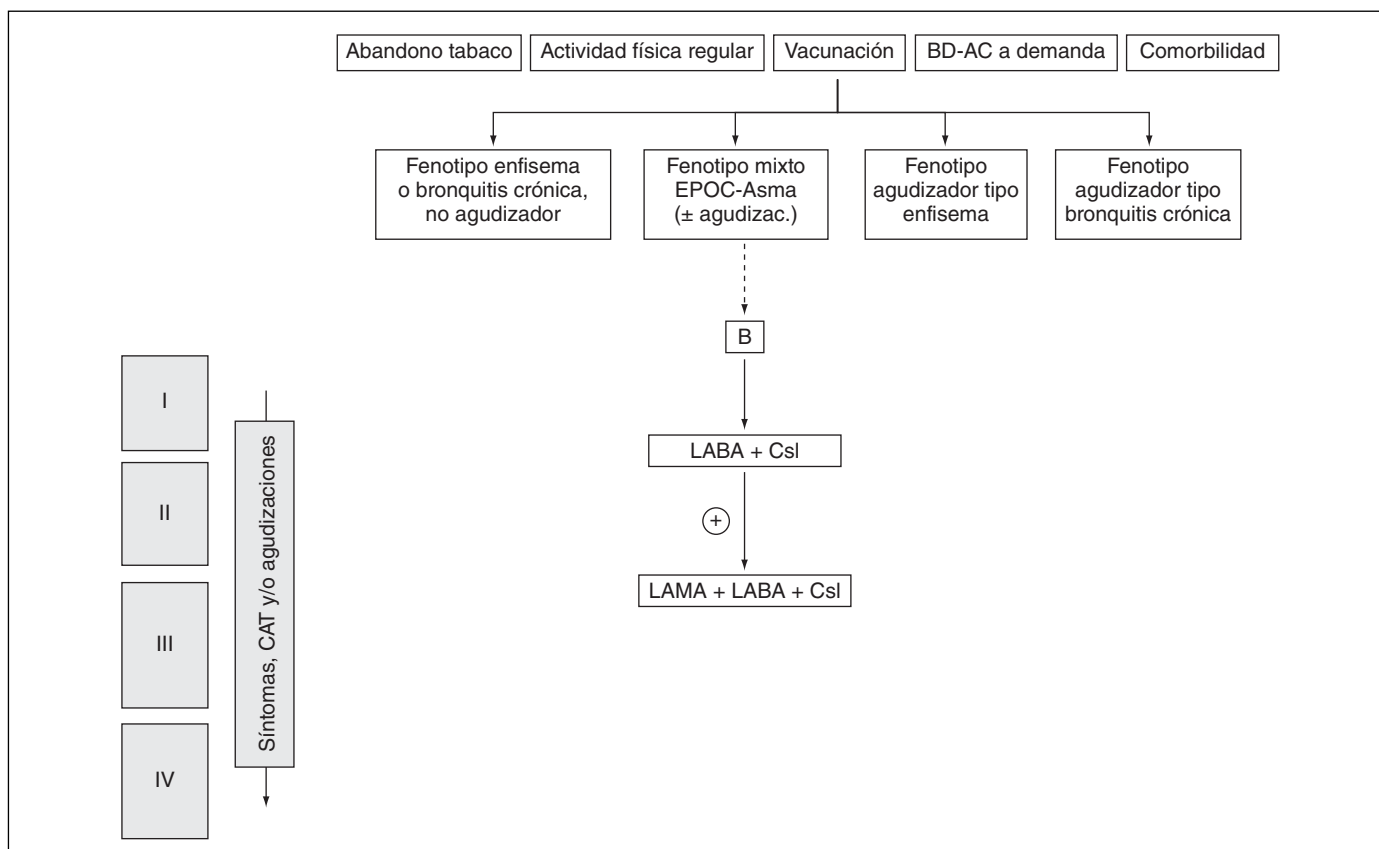 Abandono tabaco
Actividad física regular
Vacunación
BD-AC a demanda
Comorbilidad
Fenotipo enfisema
o bronquitis crónica,
no agudizador
Fenotipo mixto
EPOC-Asma
(± agudizac.)
Fenotipo
agudizador tipo
enfisema
Fenotipo
agudizador tipo
bronquitis crónica
B
I
LABA + CsI
II
+
LAMA + LABA + CsI
III
IV
Síntomas, CAT y/o agudizaciones